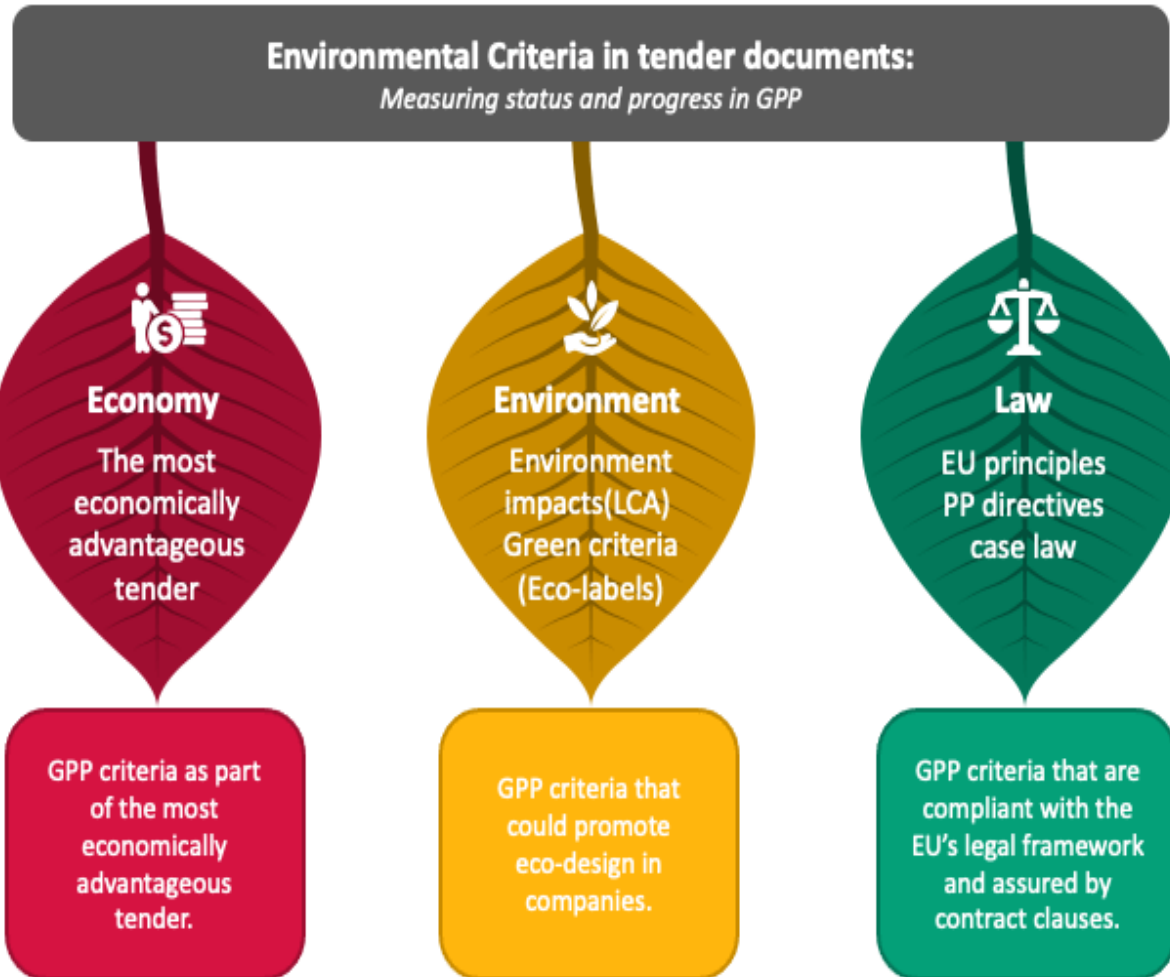 Environmental Criteria in tender documents:
Measuring status and progress in GPP
Economy
The most
economically
advantageous
tender
Environment
Environment
impacts(LCA)
Green criteria
(Eco-labels)
Law
EU principles
PP directives
case law
GPP criteria as part
of the most
economically
advantageous
tender.
GPP criteria that
could promote
eco-design in
companies.
GPP criteria that are
compliant with the
EU's legal framework
and assured by
contract clauses.